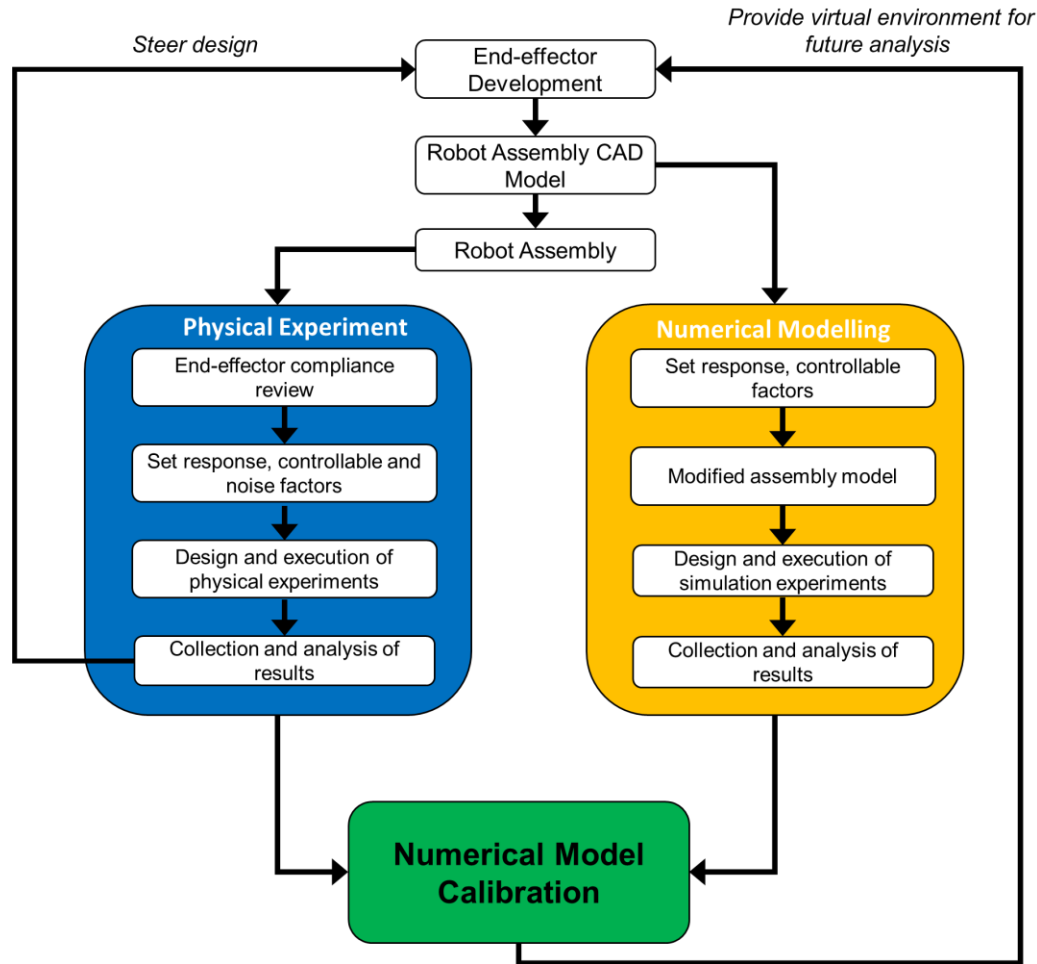 Steer design
Provide virtual environment for
future analysis
End-effector
Development
Robot Assembly CAD
Model
Robot Assembly
Physical Experiment
End-effector compliance
review
Set response, controllable and
noise factors
Design and execution of
physical experiments
Collection and analysis of
results
Numerical Modelling
Set response, controllable
factors
Modified assembly model
Design and execution of
simulation experiments
Collection and analysis of
results
Numerical Model
Calibration